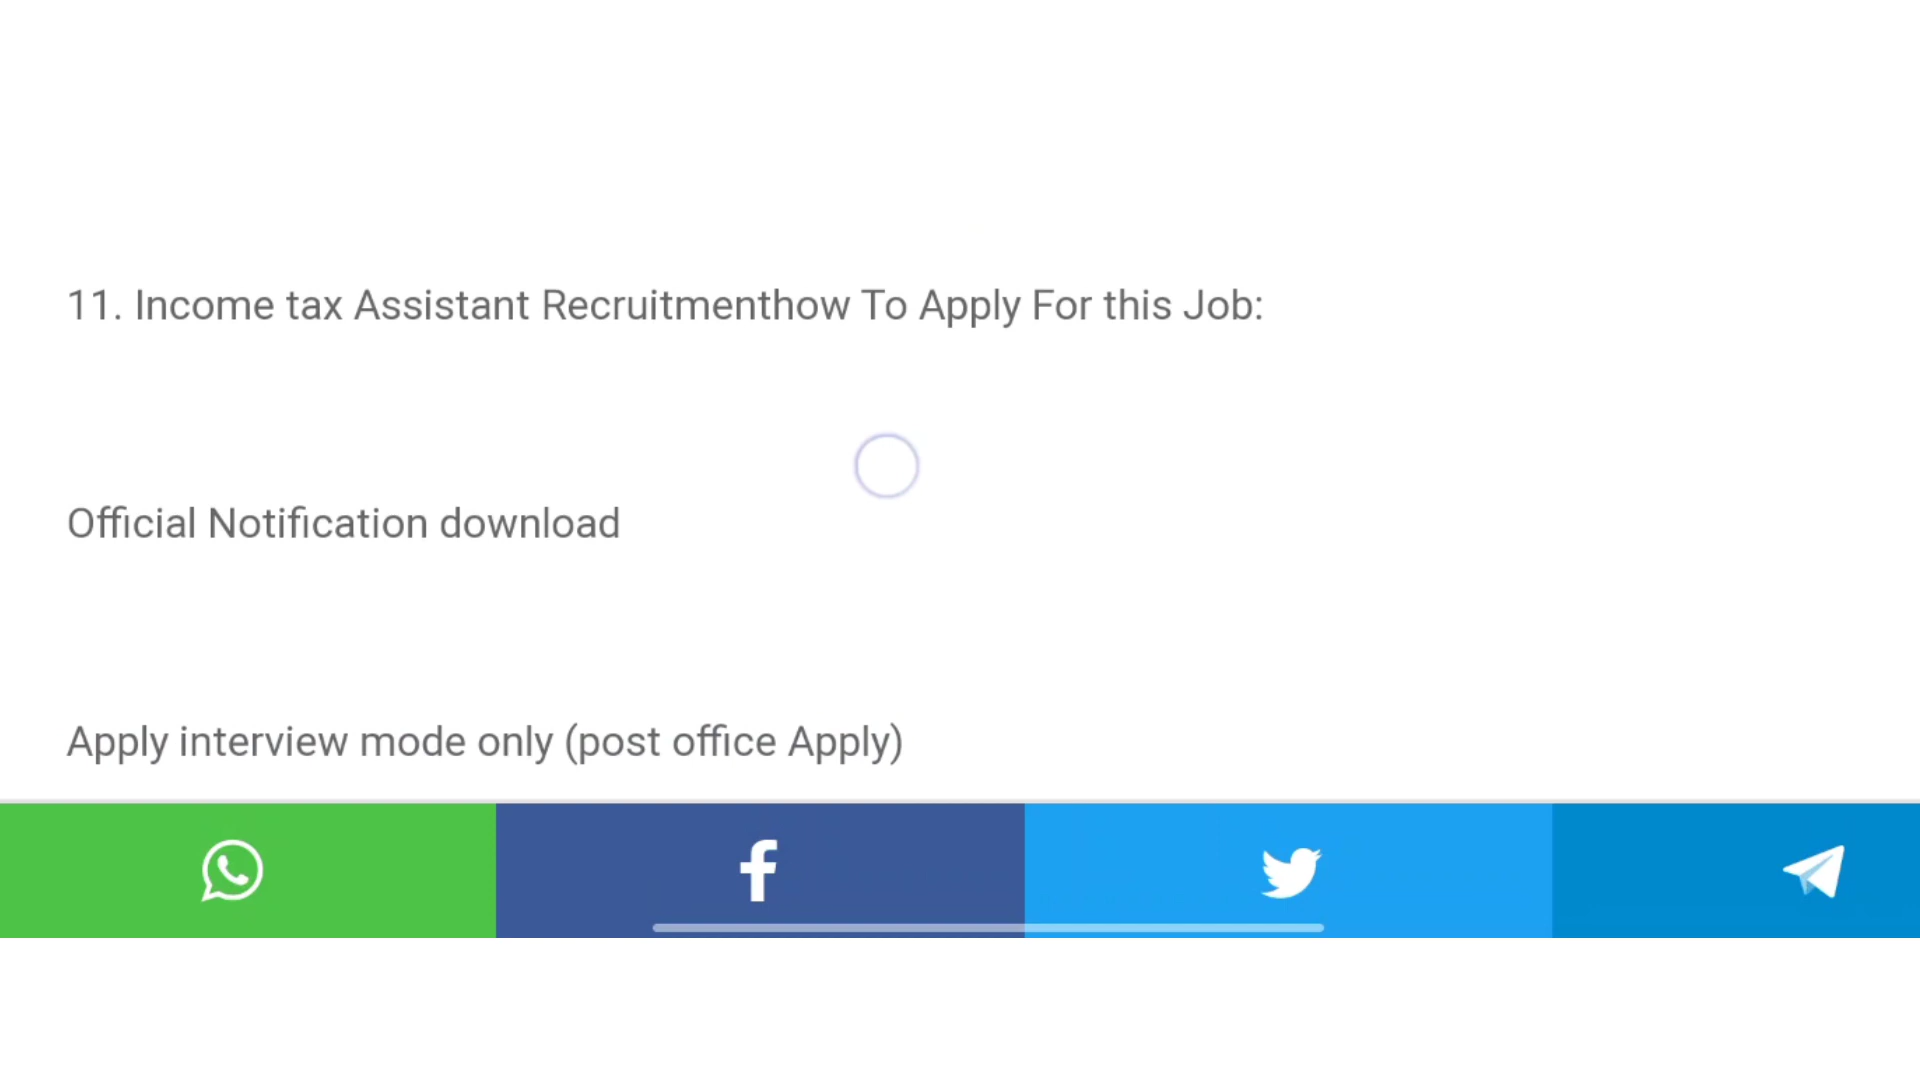 11. Income tax Assistant Recruitmenthow To Apply For this Job:
Official Notification download
Apply interview mode only (post office Apply)